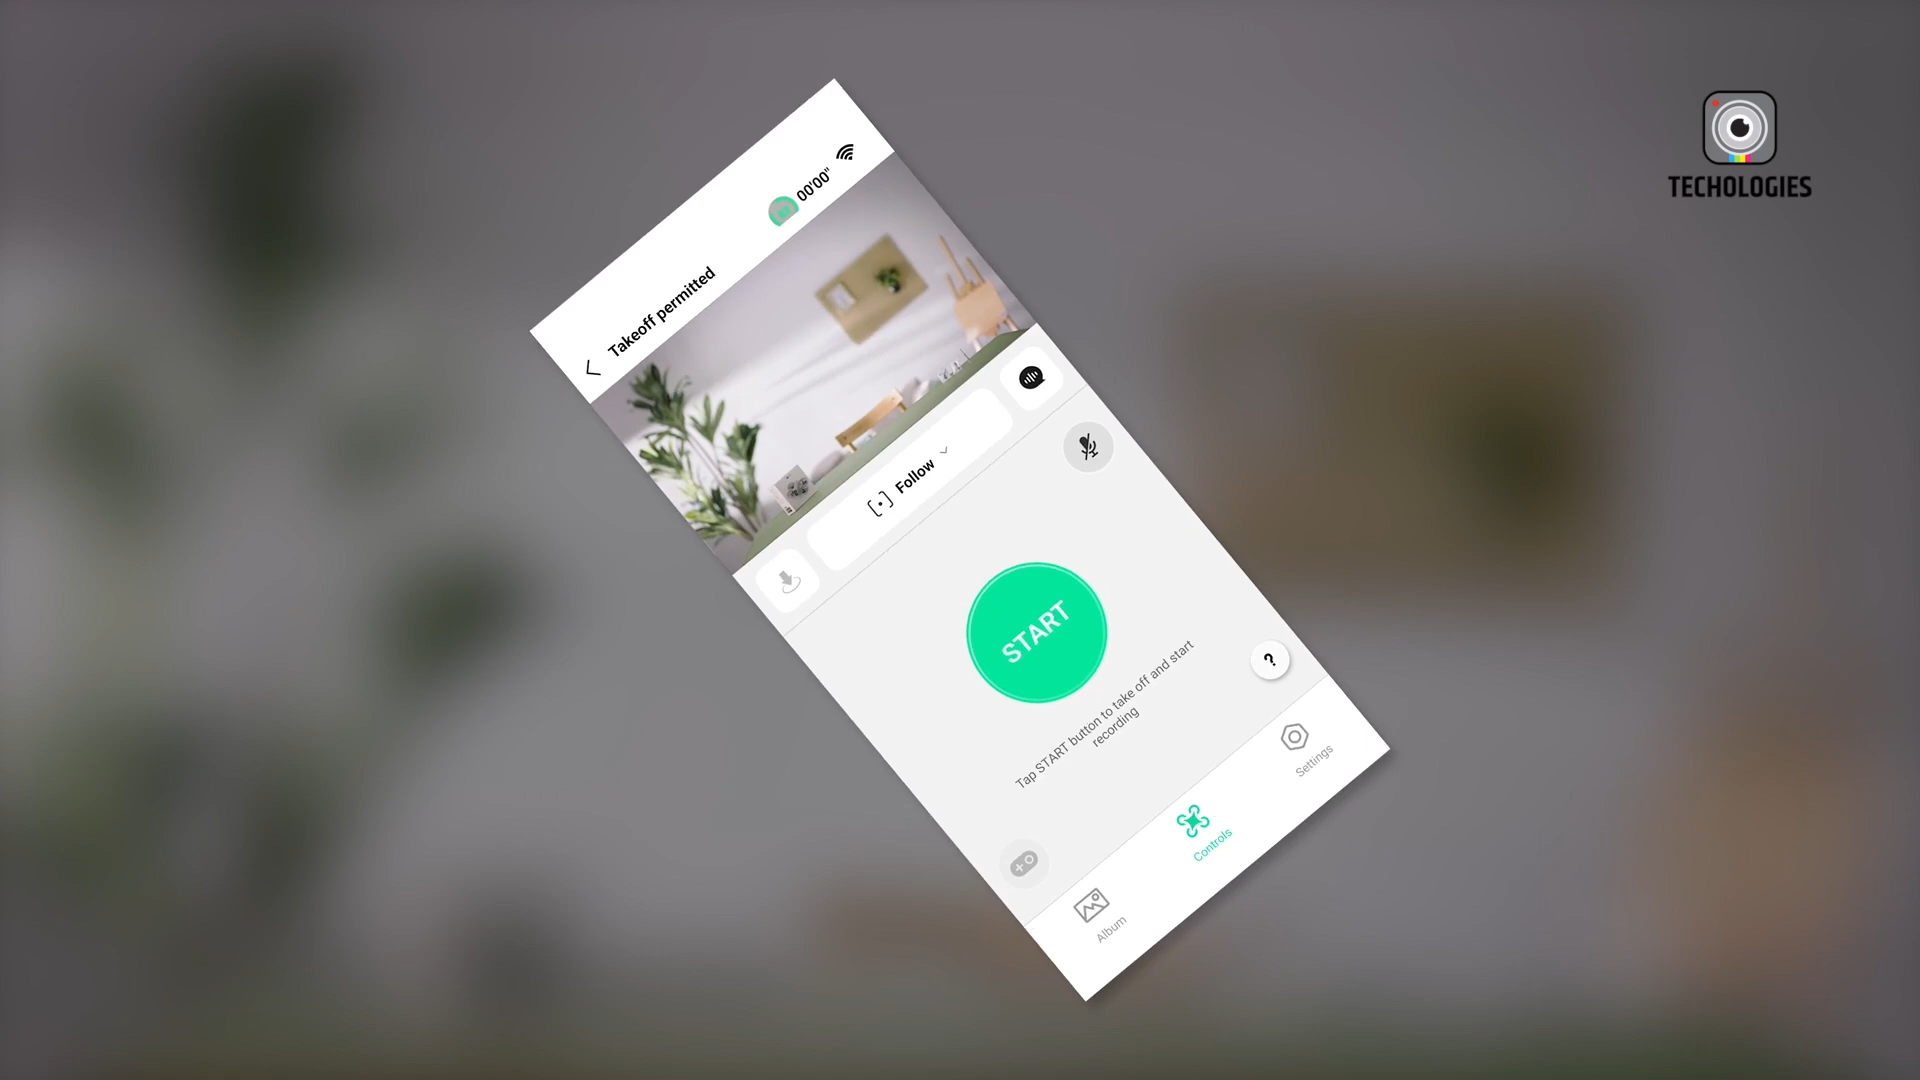 TECHOLOGIES
00'00"
Takeoff permitted
Follow
START
Tap START button to take off and start
recording
?
Settings
Controls
Album